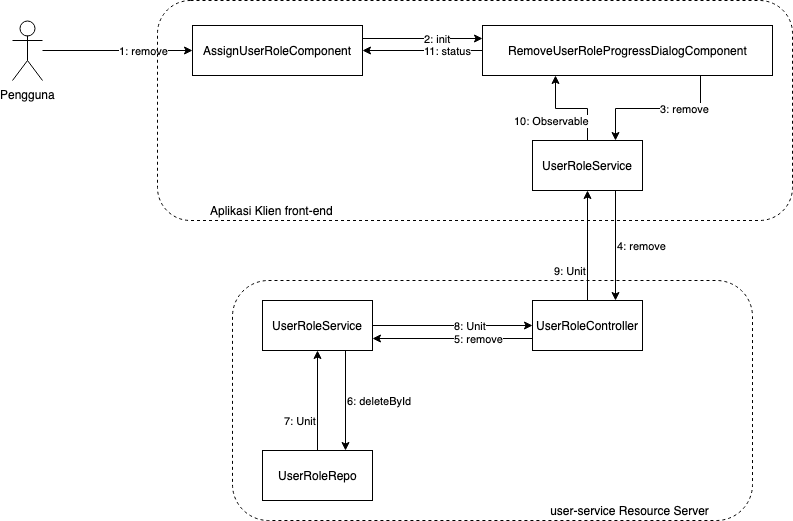 Pengguna
1: remove
AssignUserRoleComponent
2: init
11: status
RemoveUserRoleProgressDialogComponent
10: Observable
3: remove
UserRoleService
Aplikasi Klien front-end
4: remove
9: Unit
UserRoleService
8: Unit
5: remove
UserRoleController
6: deleteById
7: Unit
UserRoleRepo
user-service Resource Server